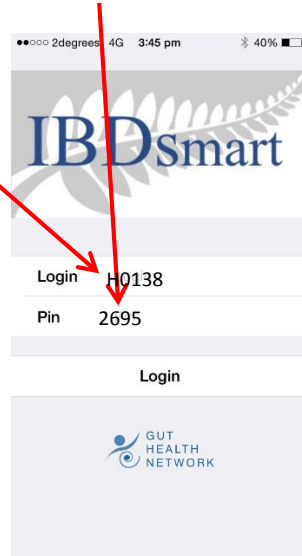 2degrees 4G 3:45 pm 40%
IBDsmart
Login H0138
Pin 2695
Login
GUT
HEALTH
NETWORK